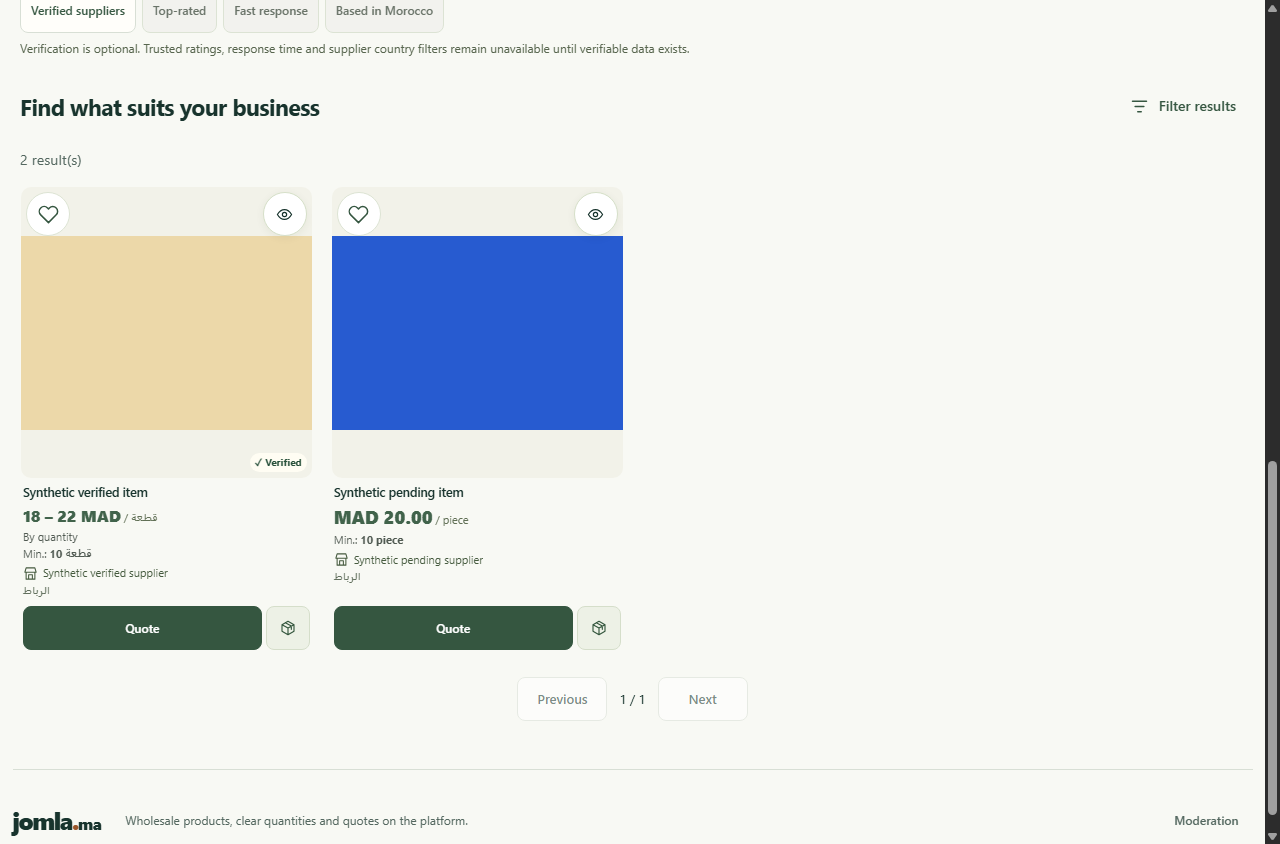 Verified suppliers
Top-rated
Fast response
Based in Morocco
Verification is optional. Trusted ratings, response time and supplier country filters remain unavailable until verifiable data exists.
Find what suits your business
Filter results
2 result(s)
✓ Verified
Synthetic verified item
18 – 22 MAD / قطعة
By quantity
Min.: 10 قطعة
Synthetic verified supplier
الرباط
Quote
Synthetic pending item
MAD 20.00 / piece
Min.: 10 piece
Synthetic pending supplier
الرباط
Quote
Previous
1 / 1
Next
jomla.ma
Wholesale products, clear quantities and quotes on the platform.
Moderation